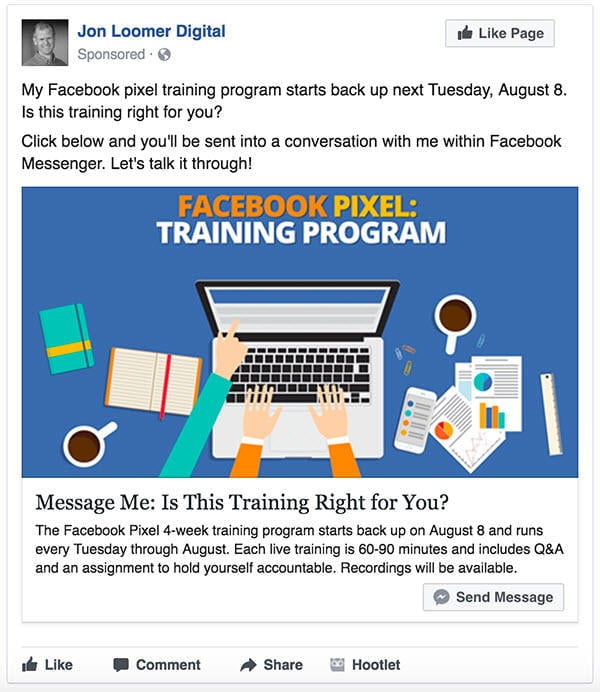 Jon Loomer Digital
Like Page
Sponsored ·
My Facebook pixel training program starts back up next Tuesday, August 8.
Is this training right for you?
Click below and you'll be sent into a conversation with me within Facebook
Messenger. Let's talk it through!
FACEBOOK PIXEL:
TRAINING PROGRAM
Message Me: Is This Training Right for You?
The Facebook Pixel 4-week training program starts back up on August 8 and runs
every Tuesday through August. Each live training is 60-90 minutes and includes Q&A
and an assignment to hold yourself accountable. Recordings will be available.
Send Message
Like Comment Share Hootlet